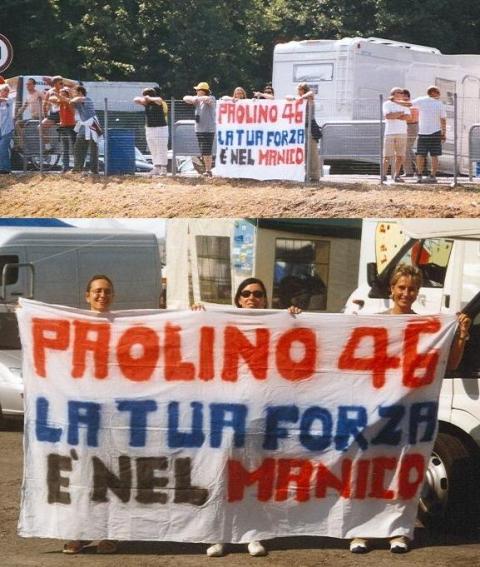 PAOLINO 46
LA TUA FORZA
È NEL MANICO
PAOLINO 46
LA TUA FORZA
È NEL MANICO